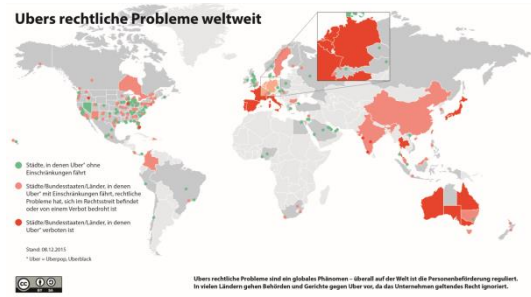 Ubers rechtliche Probleme weltweit
Städte, in denen Uber* ohne
Einschränkungen fährt
Städte/Bundesstaaten/Länder, in denen
Uber* mit Einschränkungen fährt, rechtliche
Probleme hat, sich im Rechtsstreit befindet
oder von einem Verbot bedroht ist
Städte/Bundesstaaten/Länder, in denen
Uber* verboten ist
Stand: 08.12.2015
* Uber = Uberpop, Uberblack
Ubers rechtliche Probleme sind ein globales Phänomen – überall auf der Welt ist die Personenbeförderung reguliert.
In vielen Ländern gehen Behörden und Gerichte gegen Uber vor, da das Unternehmen geltendes Recht ignoriert.